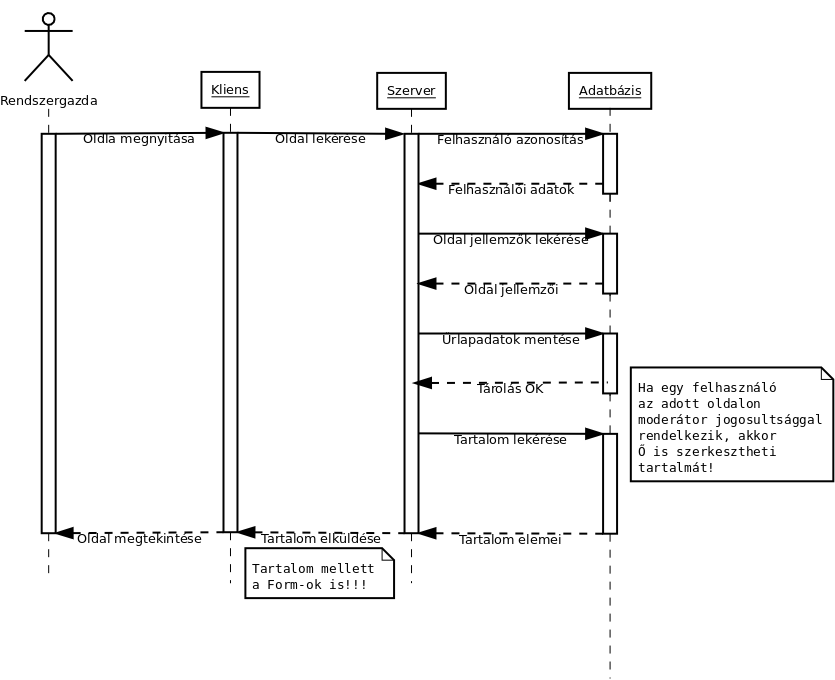 Rendszergazda
Kliens
Szerver
Adatbázis
Oldla megnyitása
Oldal lekérése
Felhasználó azonosítás
Felhasználói adatok
Oldal jellemzők lekérése
Oldal jellemzői
Űrlapadatok mentése
Tárolás OK
Ha egy felhasználó
az adott oldalon
moderátor jogosultsággal
rendelkezik, akkor
Ő is szerkesztheti
tartalmát!
Tartalom lekérése
Oldal megtekintése
Tartalom elküldése
Tartalom elemei
Tartalom mellett
a Form-ok is!!!